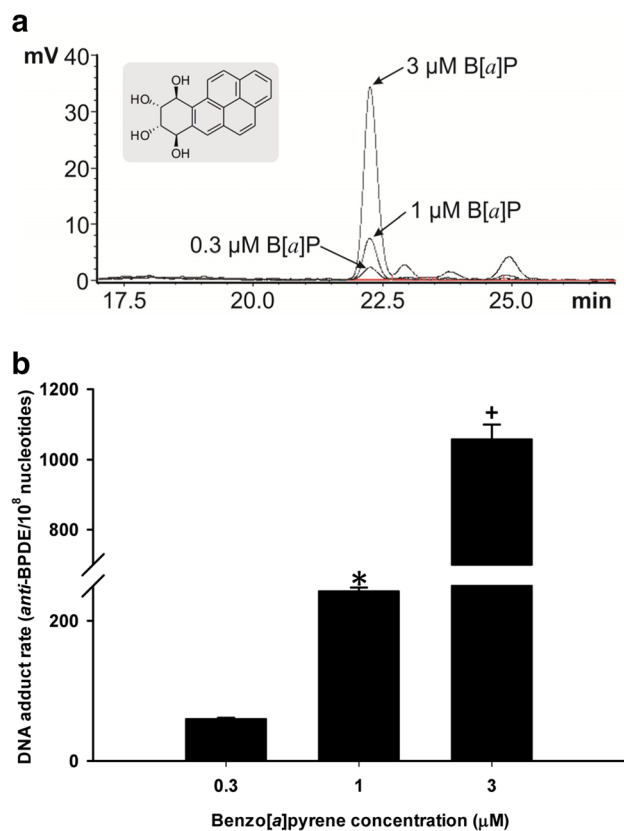 a
mV 40
30
20
10
0
17.5 20.0 22.5 25.0 min
3 µM B[a]P
1 µM B[a]P
0.3 µM B[a]P
OH
HO
HO
OH
b
DNA adduct rate (anti-BPDE/10⁸ nucleotides)
1200
1000
800
200
0
*
+
0.3 1 3
Benzo[a]pyrene concentration (µM)